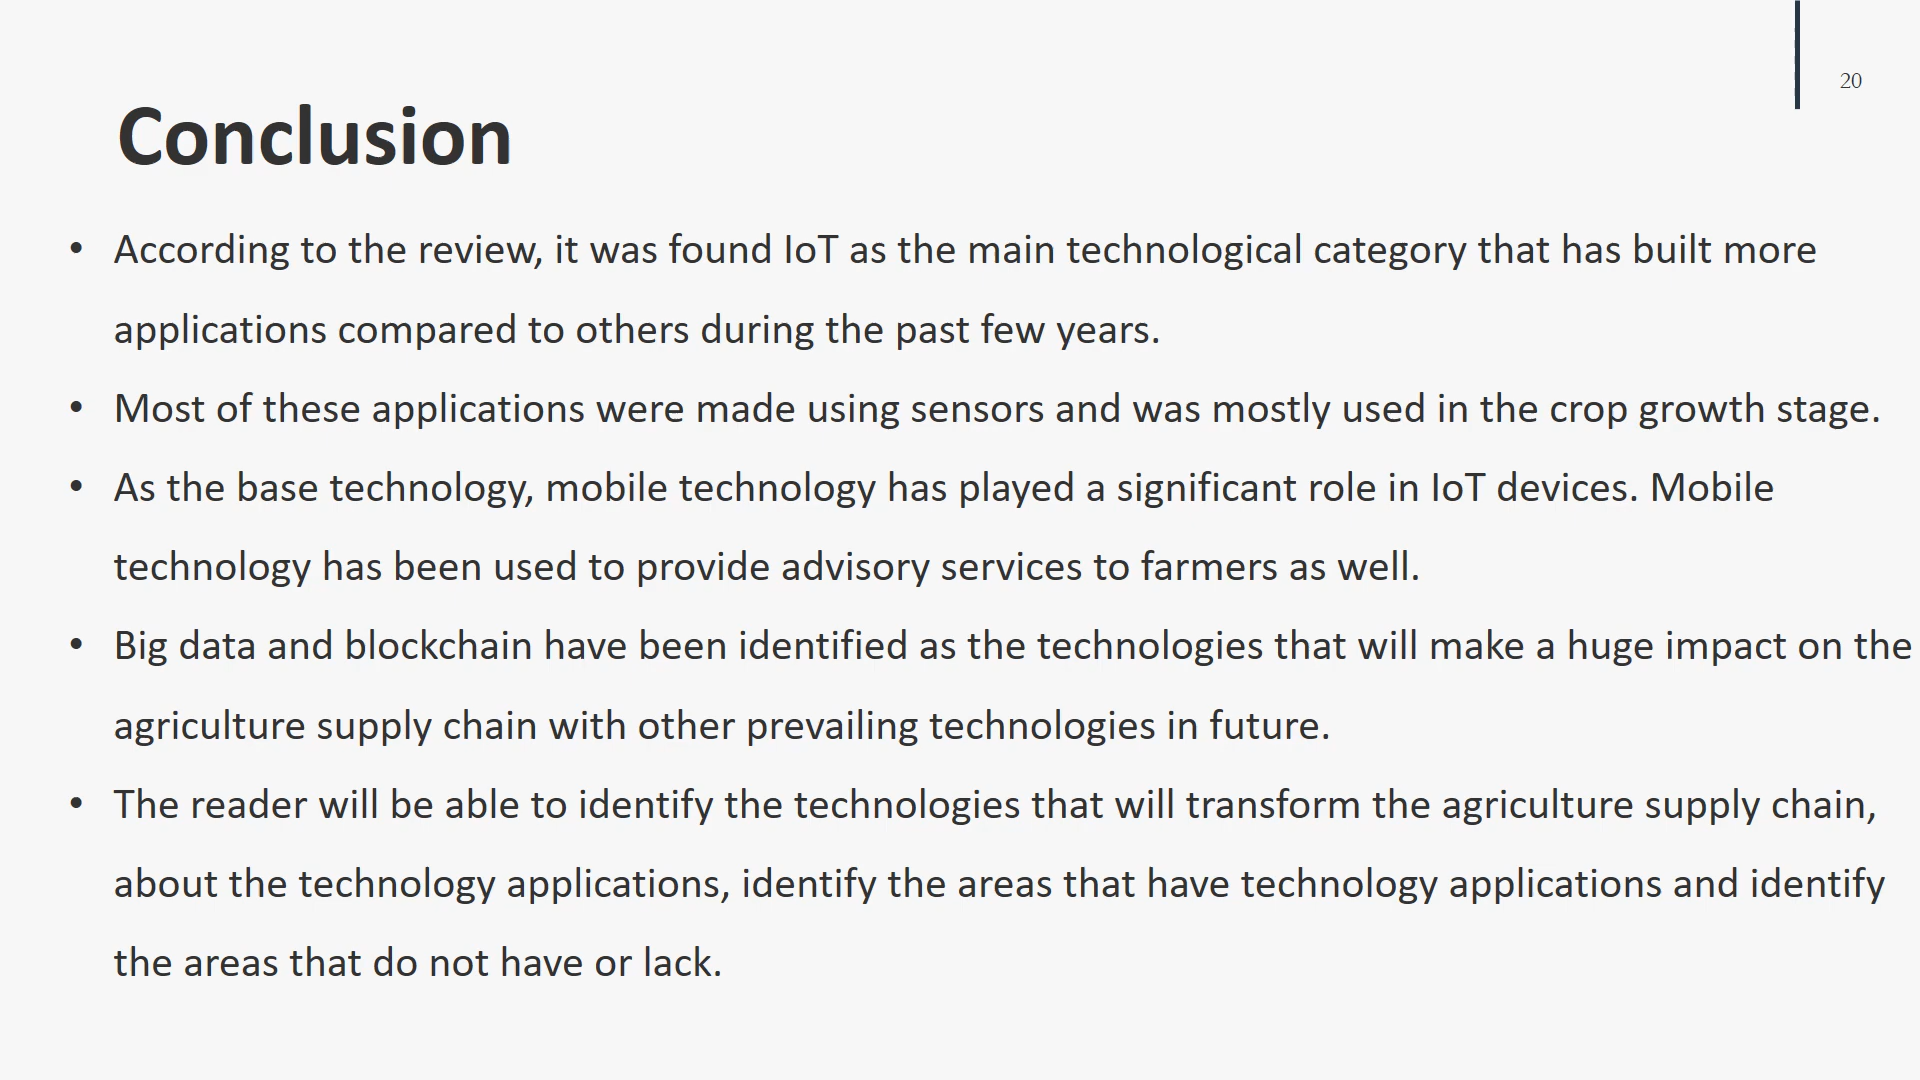 20
Conclusion
• According to the review, it was found IoT as the main technological category that has built more
applications compared to others during the past few years.
• Most of these applications were made using sensors and was mostly used in the crop growth stage.
• As the base technology, mobile technology has played a significant role in IoT devices. Mobile
technology has been used to provide advisory services to farmers as well.
• Big data and blockchain have been identified as the technologies that will make a huge impact on the
agriculture supply chain with other prevailing technologies in future.
• The reader will be able to identify the technologies that will transform the agriculture supply chain,
about the technology applications, identify the areas that have technology applications and identify
the areas that do not have or lack.